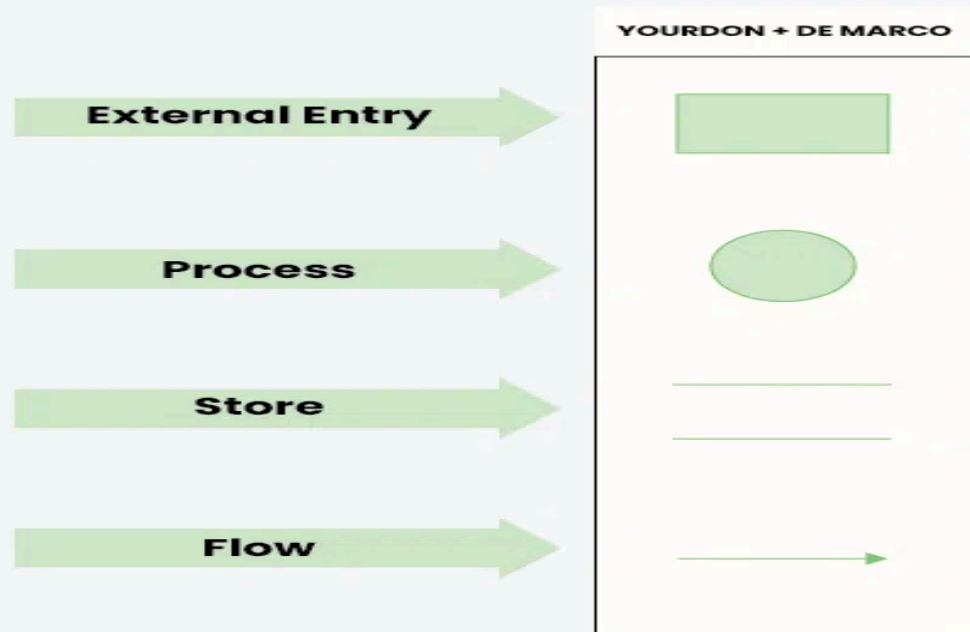 YOURDON + DE MARCO
External Entry
Process
Store
Flow